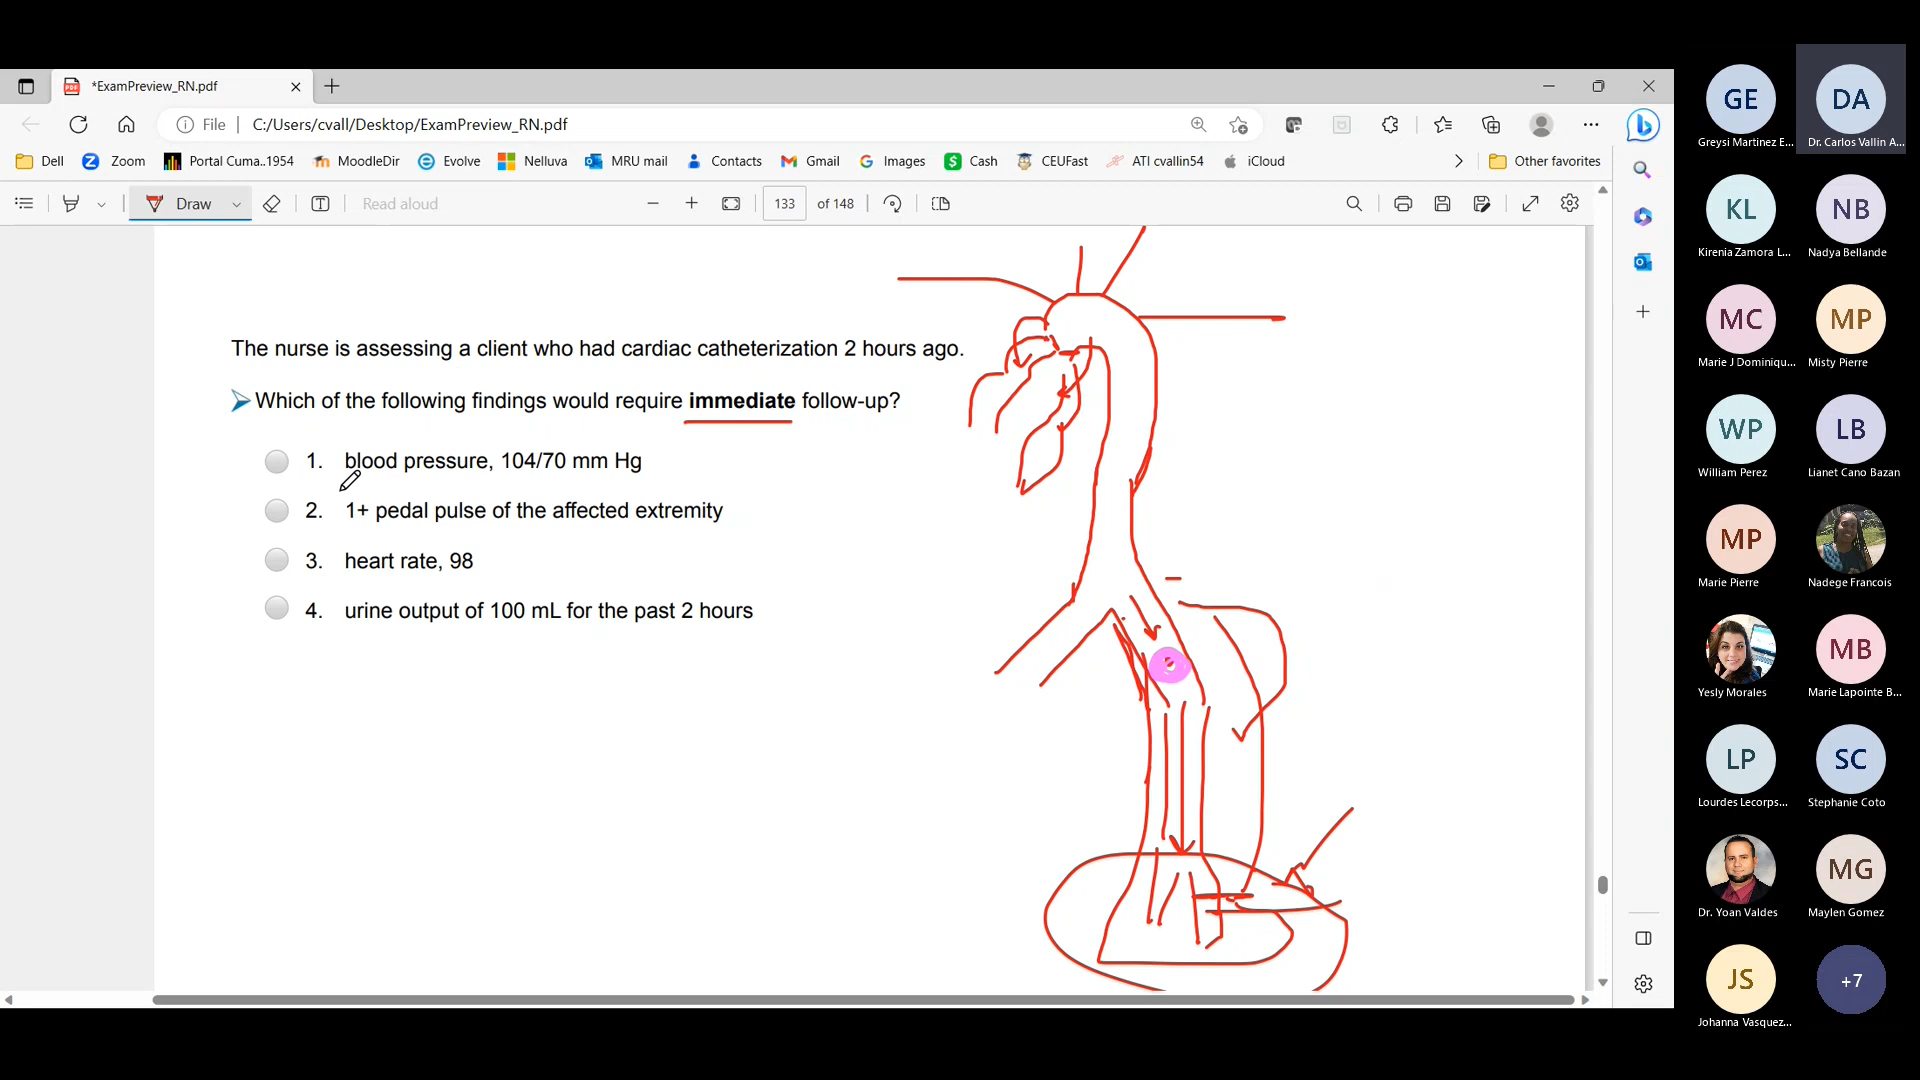 *ExamPreview_RN.pdf
File
C:/Users/cvall/Desktop/ExamPreview_RN.pdf
Dell
Zoom
Portal Cuma..1954
MoodleDir
Evolve
Nelluva
MRU mail
Contacts
Gmail
Images
Cash
CEUFast
ATI cvallin54
iCloud
Other favorites
Draw
Read aloud
133
of 148
The nurse is assessing a client who had cardiac catheterization 2 hours ago.
Which of the following findings would require immediate follow-up?
1. blood pressure, 104/70 mm Hg
2. 1+ pedal pulse of the affected extremity
3. heart rate, 98
4. urine output of 100 mL for the past 2 hours
GE
Greysi Martinez E...
DA
Dr. Carlos Vallin A...
KL
Kirenia Zamora L...
NB
Nadya Bellande
MC
Marie J Dominiqu...
MP
Misty Pierre
WP
William Perez
LB
Lianet Cano Bazan
MP
Marie Pierre
Nadege Francois
Yesly Morales
MB
Marie Lapointe B...
LP
Lourdes Lecorps...
SC
Stephanie Coto
Dr. Yoan Valdes
MG
Maylen Gomez
JS
Johanna Vasquez...
+7